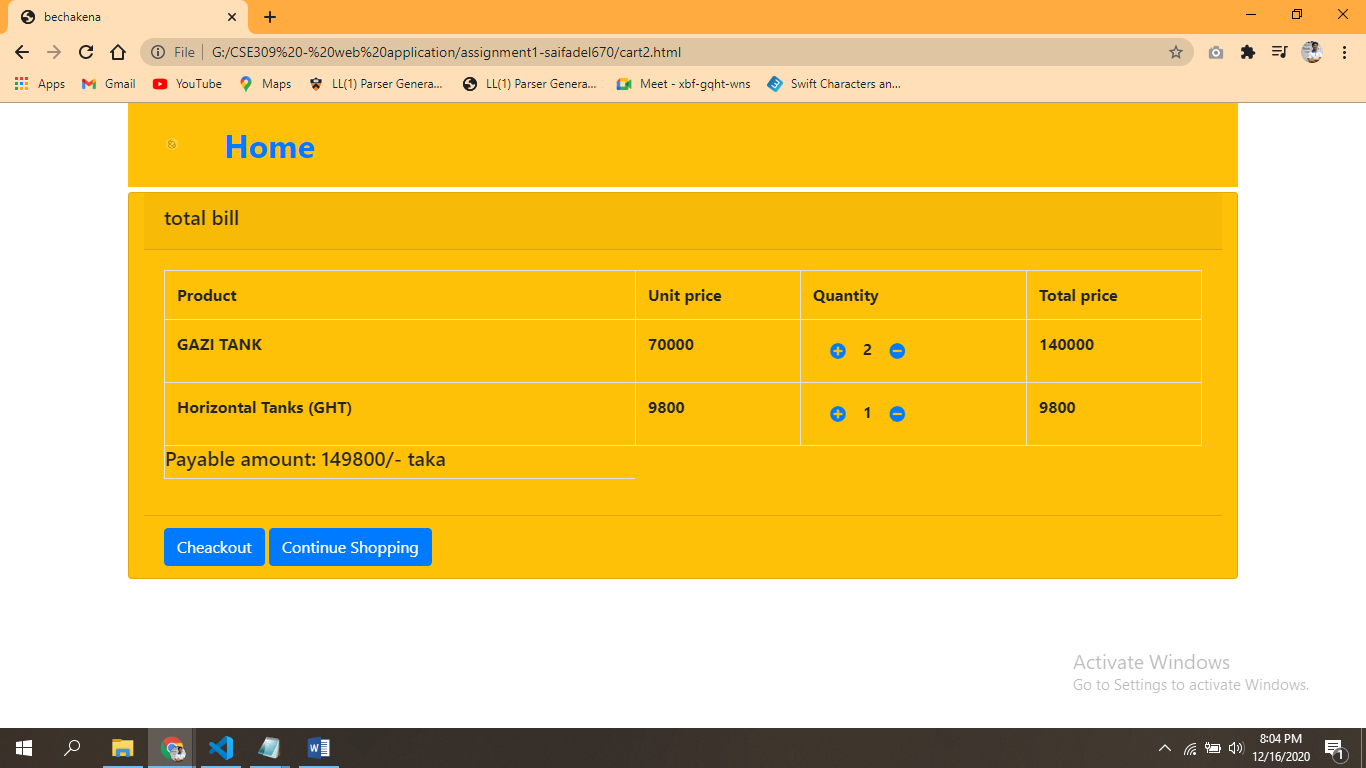 bechakena
File
G:/CSE309%20-%20web%20application/assignment1-saifadel670/cart2.html
Apps Gmail YouTube Maps LL(1) Parser Genera... LL(1) Parser Genera... Meet - xbf-gqht-wns Swift Characters an...
Home
total bill
Product Unit price Quantity Total price
GAZI TANK 70000 2 140000
Horizontal Tanks (GHT) 9800 1 9800
Payable amount: 149800/- taka
Cheackout Continue Shopping
Activate Windows
Go to Settings to activate Windows.
8:04 PM
12/16/2020
1